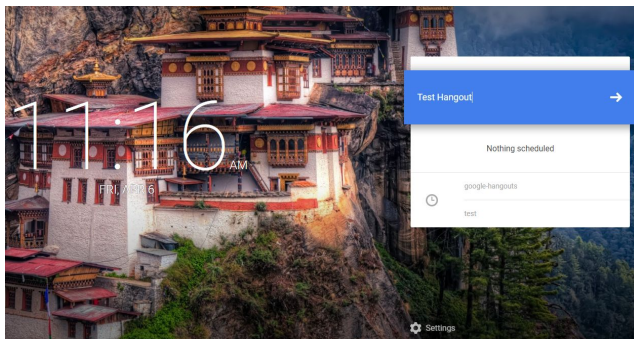 11:16 AM
FRI, APR 6
Test Hangout
Nothing scheduled
google-hangouts
test
Settings